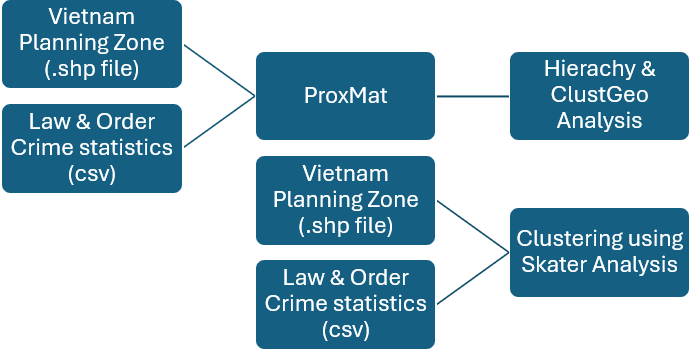 Vietnam
Planning Zone
(.shp file)
Law & Order
Crime statistics
(csv)
ProxMat
Hierachy &
ClustGeo
Analysis
Vietnam
Planning Zone
(.shp file)
Law & Order
Crime statistics
(csv)
Clustering using
Skater Analysis